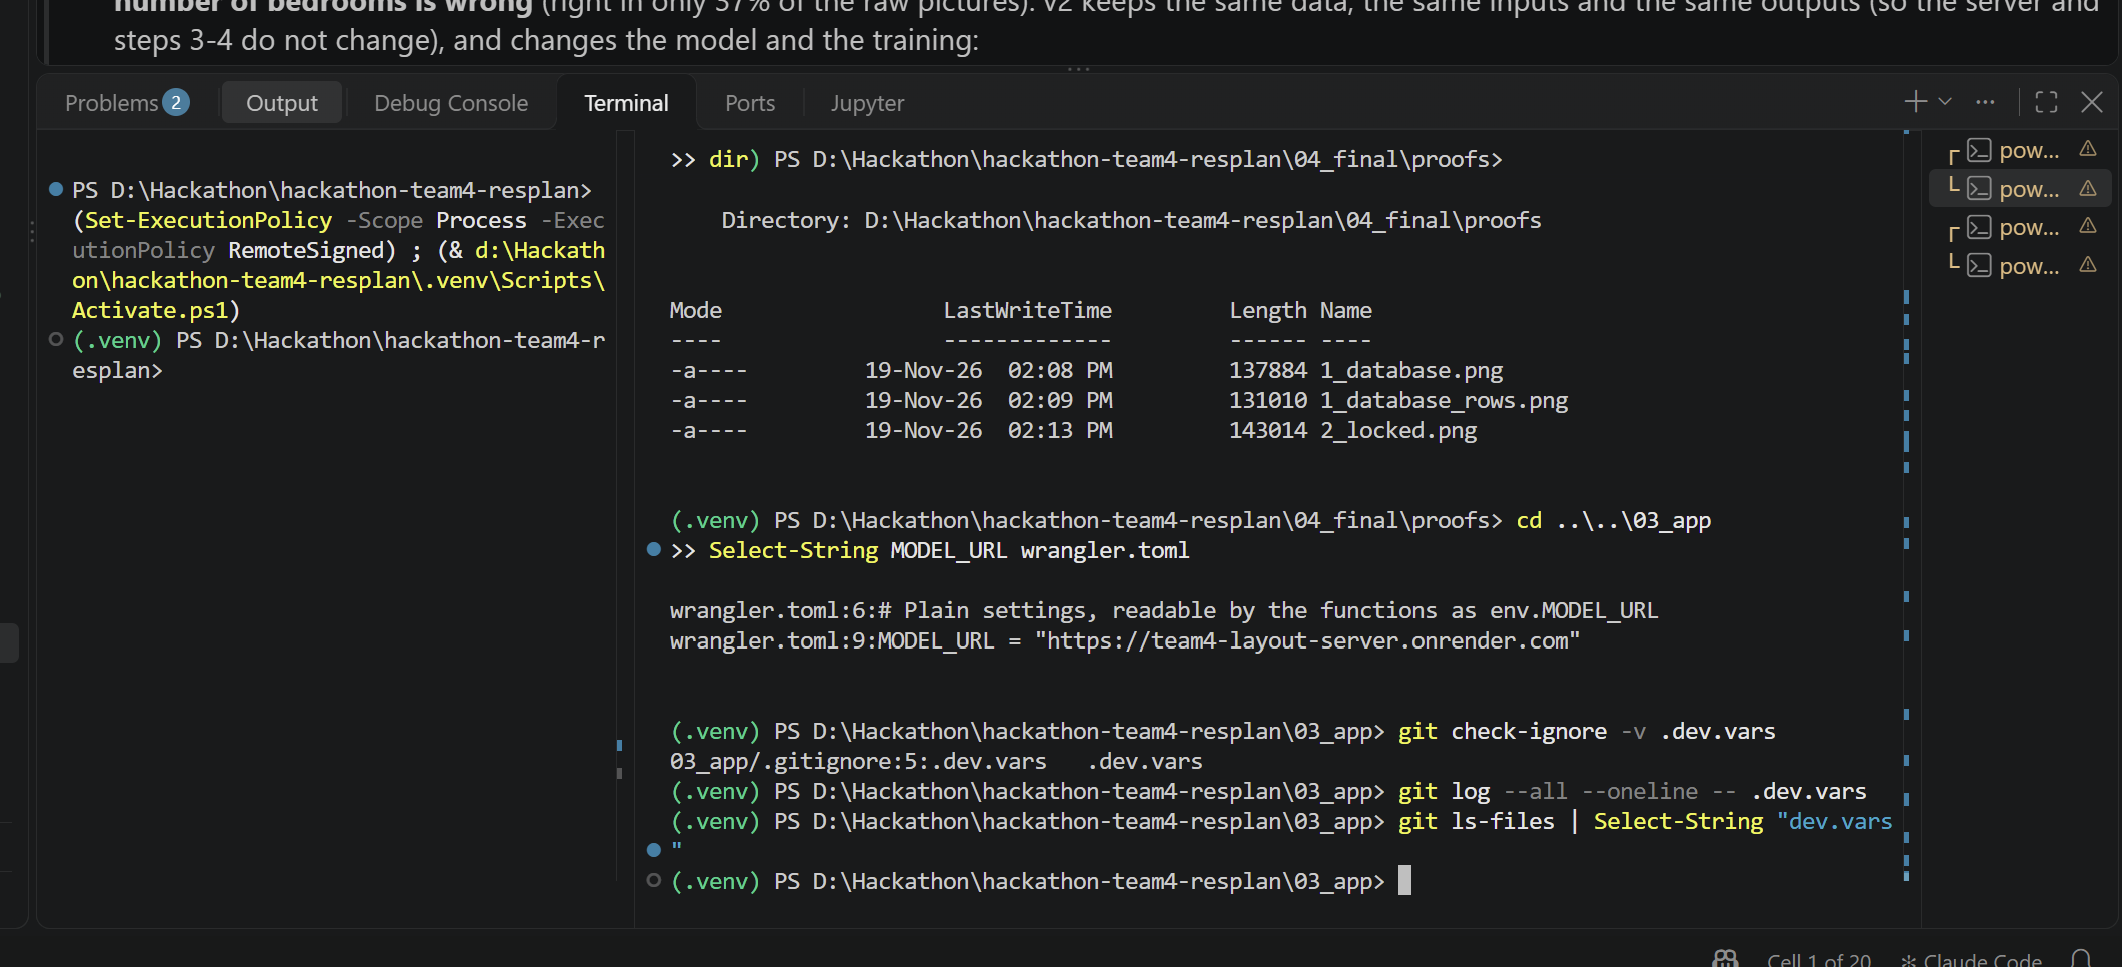 number of bedrooms is wrong (right in only 37% of the raw pictures). v2 keeps the same data, the same inputs and the same outputs (so the server and
steps 3-4 do not change), and changes the model and the training:
Problems 2 Output Debug Console Terminal Ports Jupyter
PS D:\Hackathon\hackathon-team4-resplan>
(Set-ExecutionPolicy -Scope Process -Exec
utionPolicy RemoteSigned) ; (& d:\Hackath
on\hackathon-team4-resplan\.venv\Scripts\
Activate.ps1)
(.venv) PS D:\Hackathon\hackathon-team4-r
esplan>
>> dir) PS D:\Hackathon\hackathon-team4-resplan\04_final\proofs>
Directory: D:\Hackathon\hackathon-team4-resplan\04_final\proofs
Mode LastWriteTime Length Name
---- ------------- ------ ----
-a---- 19-Nov-26 02:08 PM 137884 1_database.png
-a---- 19-Nov-26 02:09 PM 131010 1_database_rows.png
-a---- 19-Nov-26 02:13 PM 143014 2_locked.png
(.venv) PS D:\Hackathon\hackathon-team4-resplan\04_final\proofs> cd ..\..\03_app
>> Select-String MODEL_URL wrangler.toml
wrangler.toml:6:# Plain settings, readable by the functions as env.MODEL_URL
wrangler.toml:9:MODEL_URL = "https://team4-layout-server.onrender.com"
(.venv) PS D:\Hackathon\hackathon-team4-resplan\03_app> git check-ignore -v .dev.vars
03_app/.gitignore:5:.dev.vars .dev.vars
(.venv) PS D:\Hackathon\hackathon-team4-resplan\03_app> git log --all --oneline -- .dev.vars
(.venv) PS D:\Hackathon\hackathon-team4-resplan\03_app> git ls-files | Select-String "dev.vars
"
(.venv) PS D:\Hackathon\hackathon-team4-resplan\03_app>
pow...
pow...
pow...
pow...
Cell 1 of 20 Claude Code